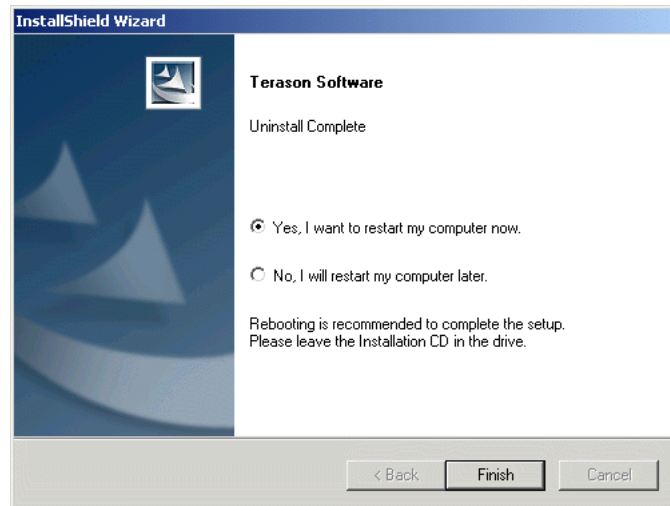 InstallShield Wizard
Terason Software
Uninstall Complete
Yes, I want to restart my computer now.
No, I will restart my computer later.
Rebooting is recommended to complete the setup.
Please leave the Installation CD in the drive.
< Back
Finish
Cancel